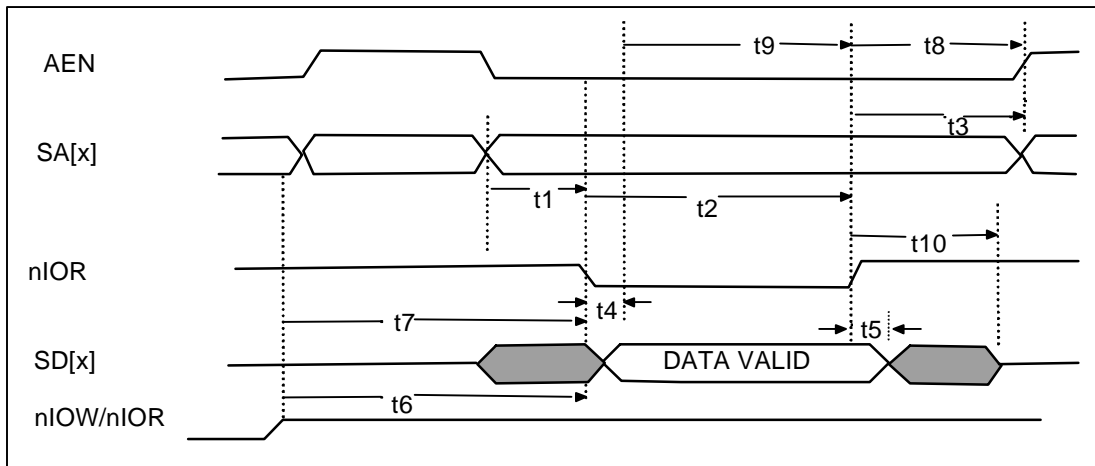 t9
t8
AEN
t3
SA[x]
t1
t2
t10
nIOR
t4
t7
t5
SD[x]
DATA VALID
t6
nIOW/nIOR